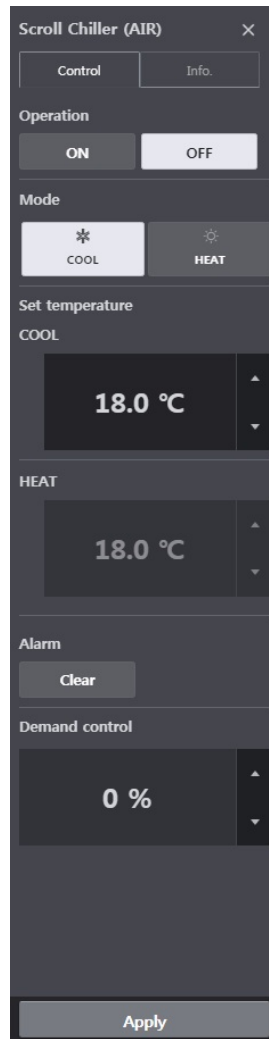 Scroll Chiller (AIR) ×
Control Info.
Operation
ON OFF
Mode
COOL HEAT
Set temperature
COOL
18.0 ℃
HEAT
18.0 ℃
Alarm
Clear
Demand control
0 %
Apply